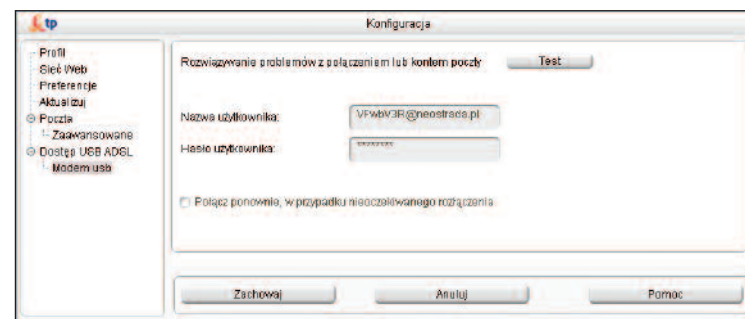 tp
Konfiguracja
Profil
Sieć Web
Preferencje
Aktualizuj
Poczta
Zaawansowane
Dostęp USB ADSL
Modem usb
Rozwiązywanie problemów z połączeniem lub kontem poczty
Test
Nazwa użytkownika:
@neostrada.pl
Hasło użytkownika:
********
Połącz ponownie, w przypadku nieoczekiwanego rozłączenia
Zachowaj
Anuluj
Pomoc